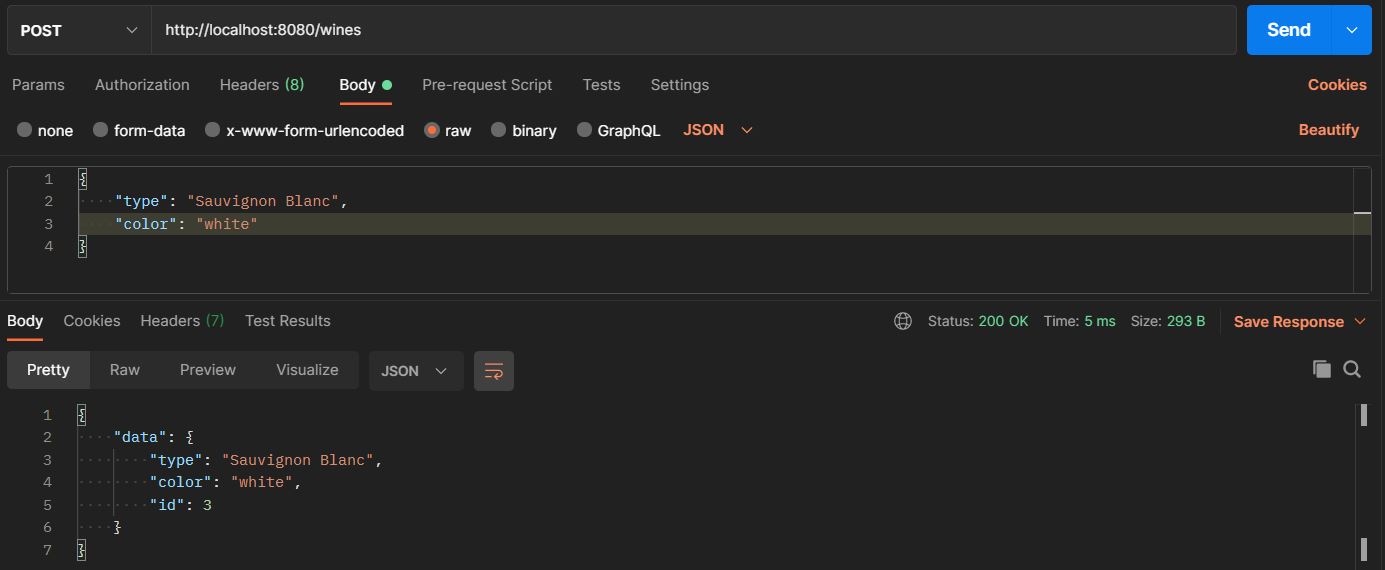 POST http://localhost:8080/wines Send
Params Authorization Headers (8) Body Pre-request Script Tests Settings Cookies
none form-data x-www-form-urlencoded raw binary GraphQL JSON Beautify
1 {
2 "type": "Sauvignon Blanc",
3 "color": "white"
4 }
Body Cookies Headers (7) Test Results Status: 200 OK Time: 5 ms Size: 293 B Save Response
Pretty Raw Preview Visualize JSON
1 {
2 "data": {
3 "type": "Sauvignon Blanc",
4 "color": "white",
5 "id": 3
6 }
7 }